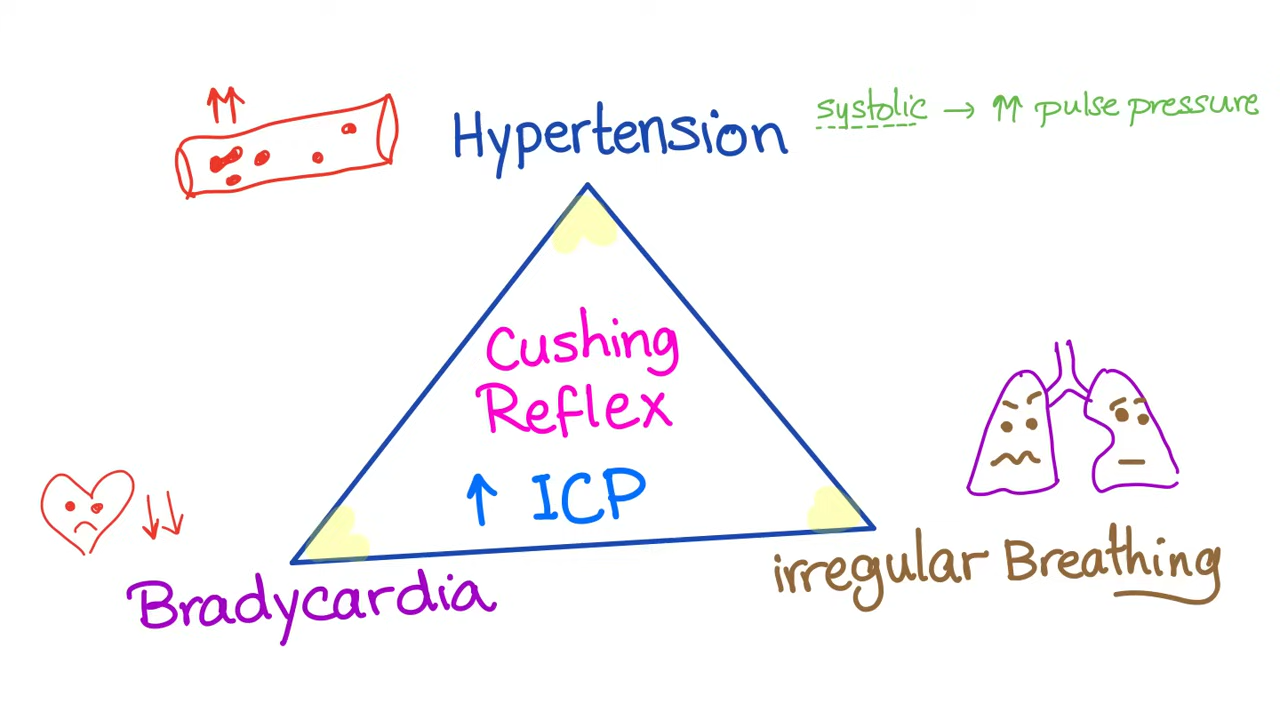 Hypertension
systolic → ↑↑ pulse pressure
Cushing
Reflex
↑ ICP
Bradycardia
irregular Breathing